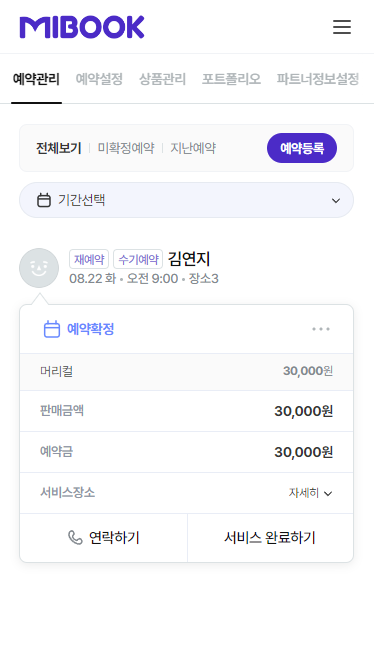 MIBOOK
예약관리 예약설정 상품관리 포트폴리오 파트너정보설정
전체보기 미확정예약 지난예약 예약등록
기간선택
재예약 수기예약 김연지
08.22 화 • 오전 9:00 • 장소3
예약확정
머리컬 30,000원
판매금액 30,000원
예약금 30,000원
서비스장소 자세히
연락하기 서비스 완료하기